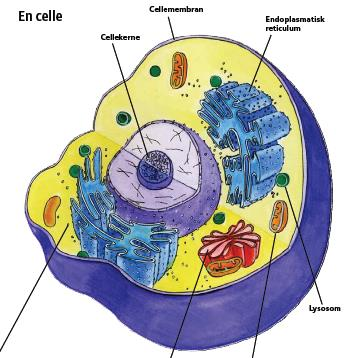 En celle
Cellemembran
Endoplasmatisk
reticulum
Cellekerne
Lysosom